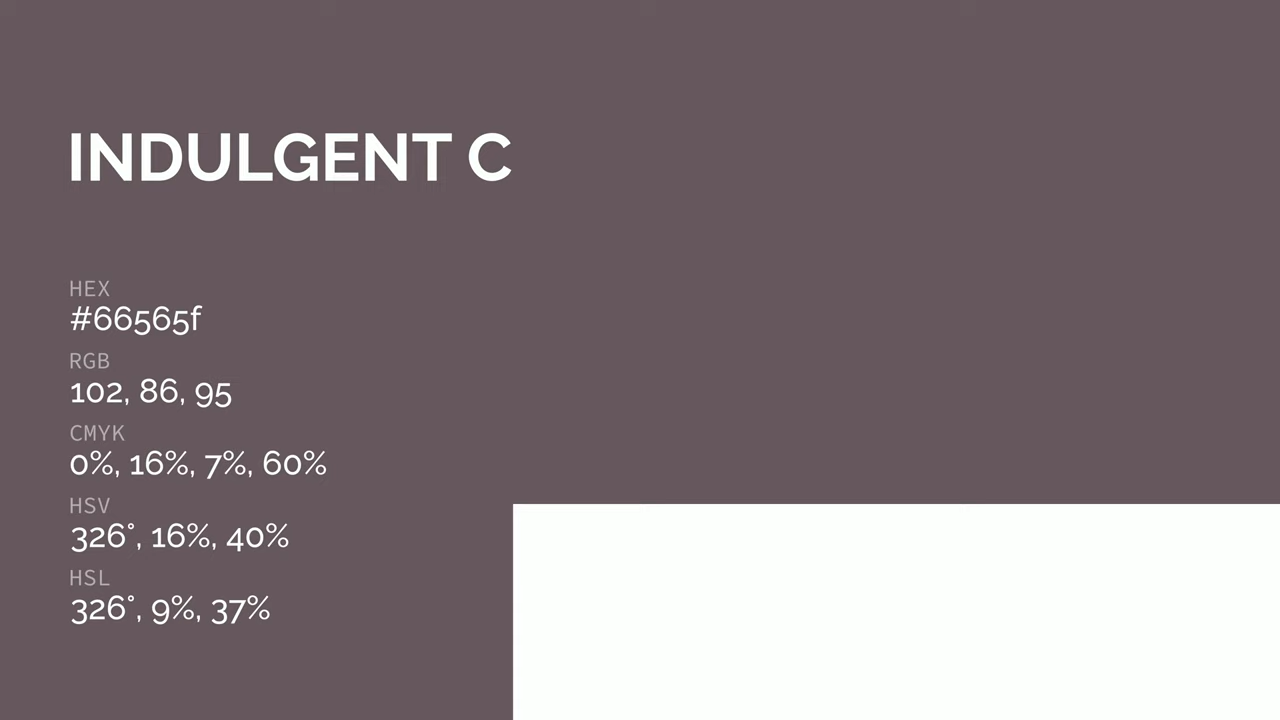 INDULGENT C
HEX
#66565f
RGB
102, 86, 95
CMYK
0%, 16%, 7%, 60%
HSV
326°, 16%, 40%
HSL
326°, 9%, 37%